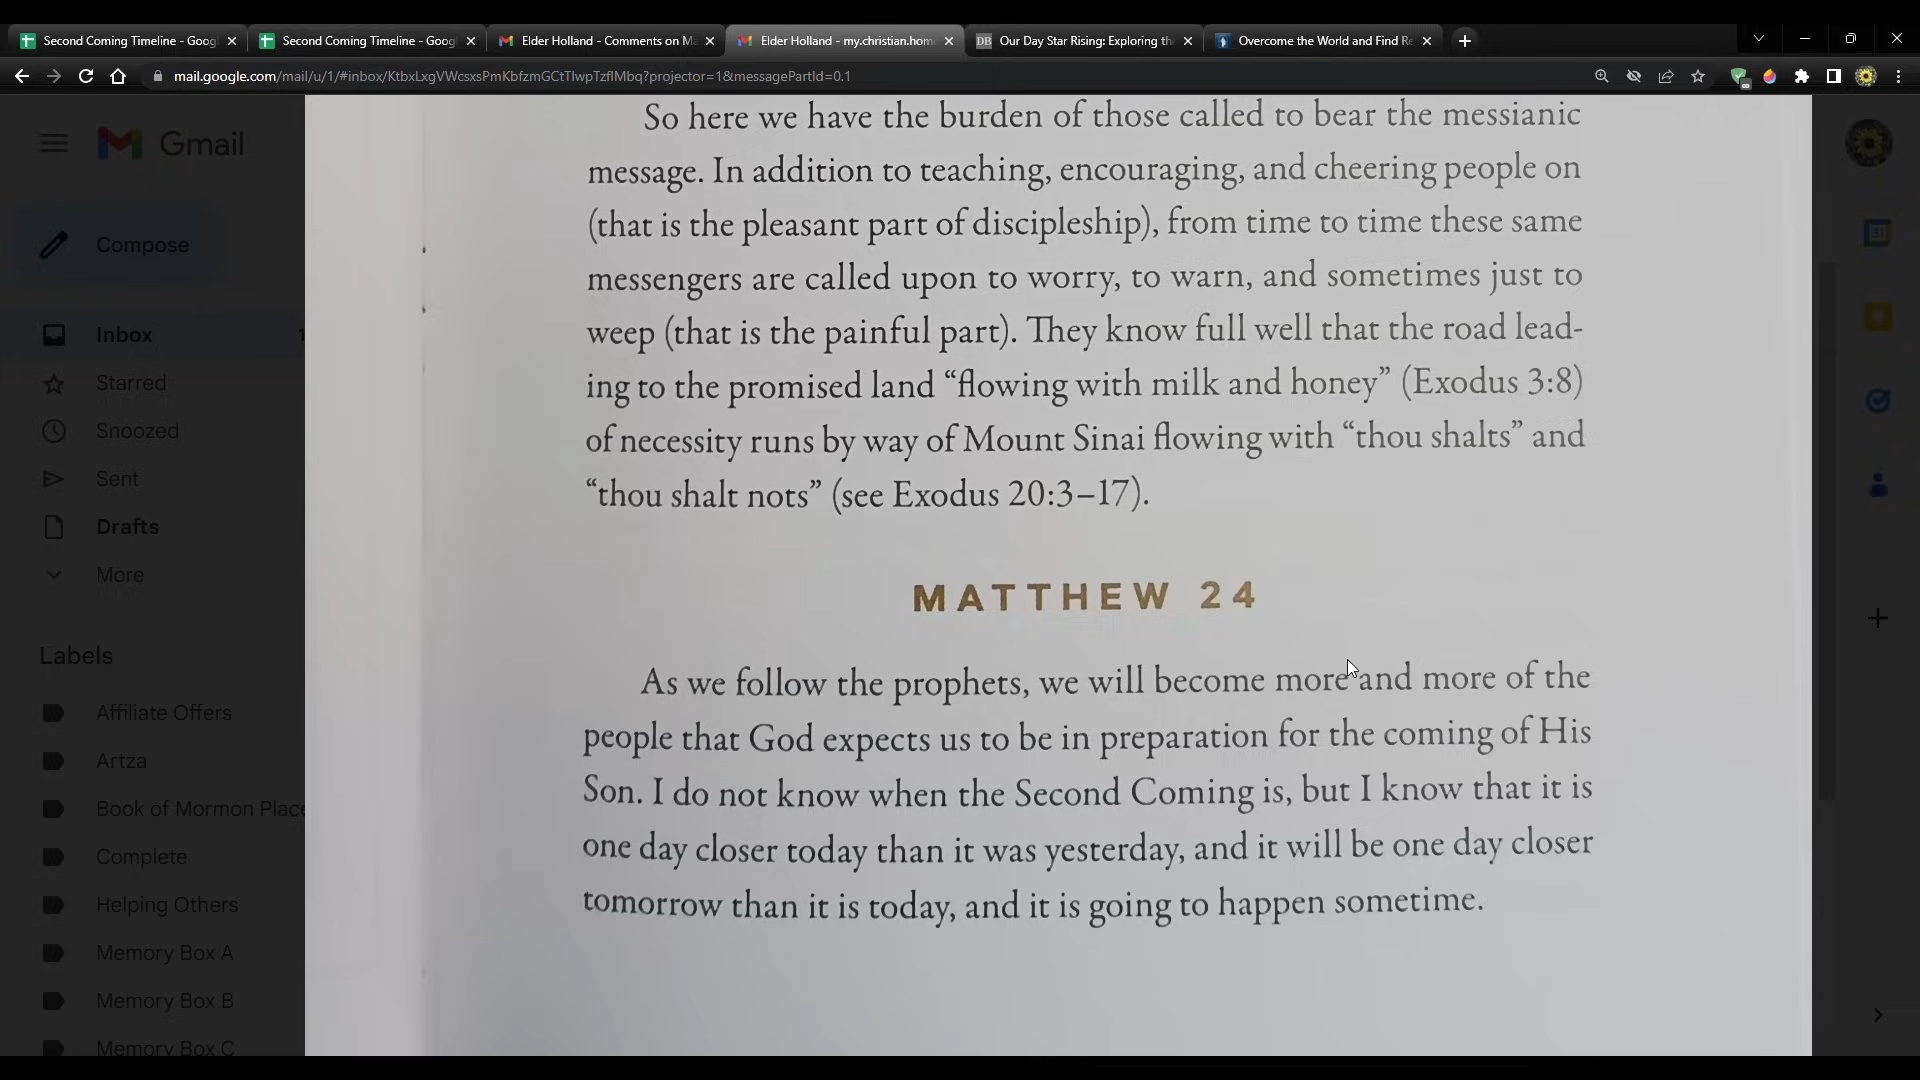 Second Coming Timeline - Goog
Second Coming Timeline - Goog
Elder Holland - Comments on Ma
Elder Holland - my.christian.hom
Our Day Star Rising: Exploring th
Overcome the World and Find Re
mail.google.com/mail/u/1/#inbox/KtbxLxgVWcsxsPmKbfzmGCtTlwpTzflMbq?projector=1&messagePartId=0.1
Gmail
Compose
Inbox 1
Starred
Snoozed
Sent
Drafts
More
Labels
Affiliate Offers
Artza
Book of Mormon Place
Complete
Helping Others
Memory Box A
Memory Box B
Memory Box C
So here we have the burden of those called to bear the messianic
message. In addition to teaching, encouraging, and cheering people on
(that is the pleasant part of discipleship), from time to time these same
messengers are called upon to worry, to warn, and sometimes just to
weep (that is the painful part). They know full well that the road lead-
ing to the promised land “flowing with milk and honey” (Exodus 3:8)
of necessity runs by way of Mount Sinai flowing with “thou shalts” and
“thou shalt nots” (see Exodus 20:3–17).
MATTHEW 24
As we follow the prophets, we will become more and more of the
people that God expects us to be in preparation for the coming of His
Son. I do not know when the Second Coming is, but I know that it is
one day closer today than it was yesterday, and it will be one day closer
tomorrow than it is today, and it is going to happen sometime.